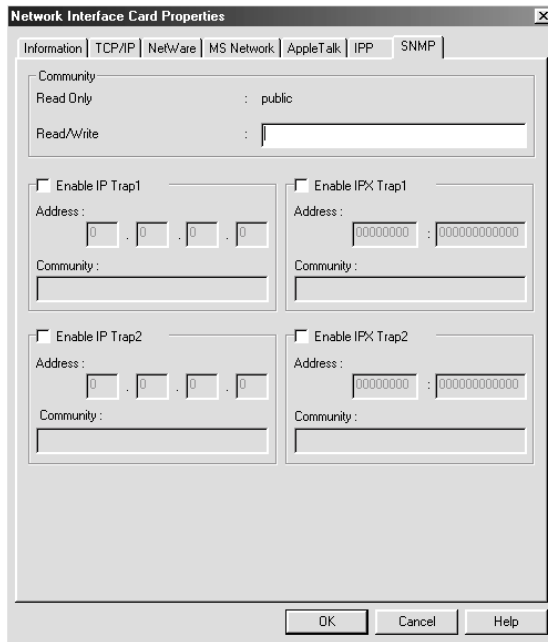 Network Interface Card Properties
Information TCP/IP NetWare MS Network AppleTalk IPP SNMP
Community
Read Only : public
Read/Write :
Enable IP Trap1 Enable IPX Trap1
Address : Address :
0 . 0 . 0 . 0 00000000 : 000000000000
Community : Community :
Enable IP Trap2 Enable IPX Trap2
Address : Address :
0 . 0 . 0 . 0 00000000 : 000000000000
Community : Community :
OK Cancel Help